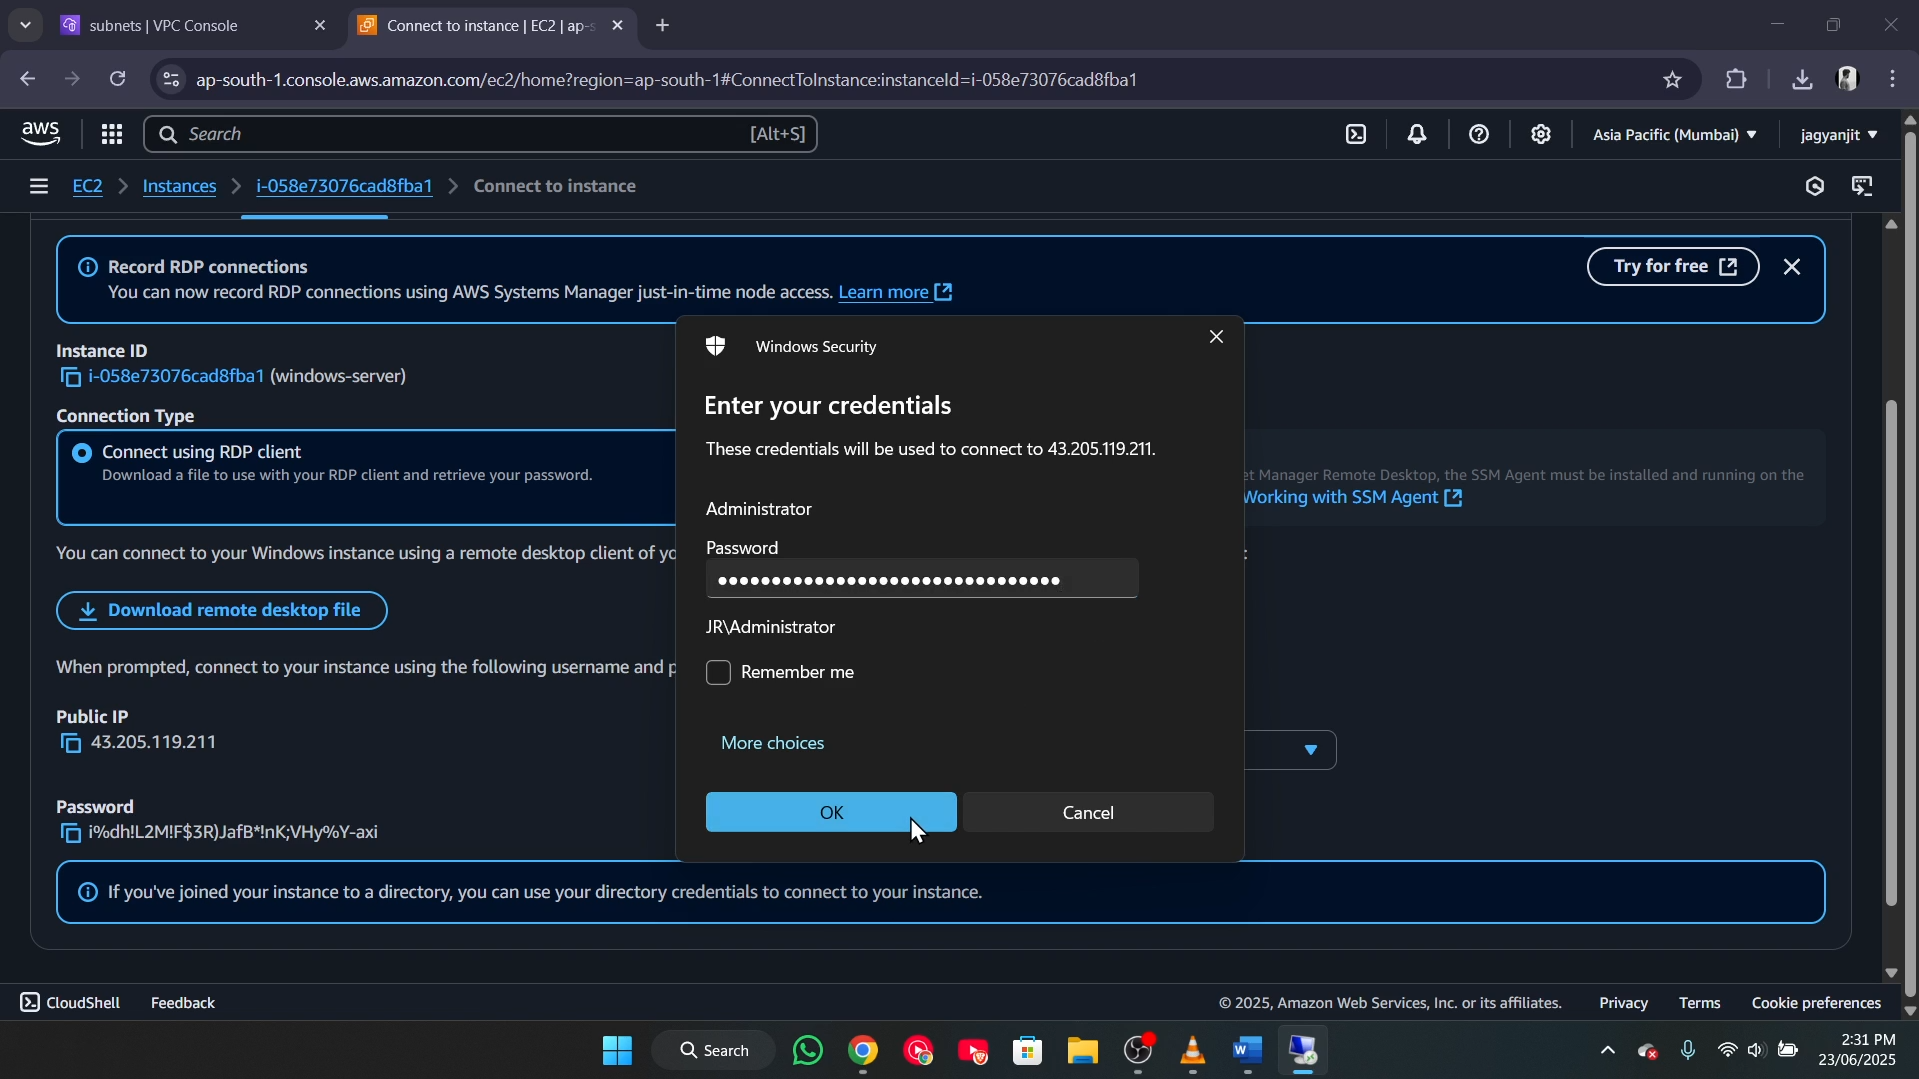 subnets | VPC Console
Connect to instance | EC2 | ap-s
ap-south-1.console.aws.amazon.com/ec2/home?region=ap-south-1#ConnectToInstance:instanceId=i-058e73076cad8fba1
aws
Search
[Alt+S]
Asia Pacific (Mumbai)
jagyanjit
EC2
Instances
i-058e73076cad8fba1
Connect to instance
Record RDP connections
You can now record RDP connections using AWS Systems Manager just-in-time node access. Learn more
Try for free
Instance ID
i-058e73076cad8fba1 (windows-server)
Connection Type
Connect using RDP client
Download a file to use with your RDP client and retrieve your password.
et Manager Remote Desktop, the SSM Agent must be installed and running on the
Working with SSM Agent
You can connect to your Windows instance using a remote desktop client of yo
:
Download remote desktop file
When prompted, connect to your instance using the following username and p
Public IP
43.205.119.211
Password
i%dh!L2M!F$3R)JafB*!nK;VHy%Y-axi
If you've joined your instance to a directory, you can use your directory credentials to connect to your instance.
Windows Security
Enter your credentials
These credentials will be used to connect to 43.205.119.211.
Administrator
Password
••••••••••••••••••••••••••••••••
JR\Administrator
Remember me
More choices
OK
Cancel
CloudShell
Feedback
© 2025, Amazon Web Services, Inc. or its affiliates.
Privacy
Terms
Cookie preferences
Search
2:31 PM
23/06/2025